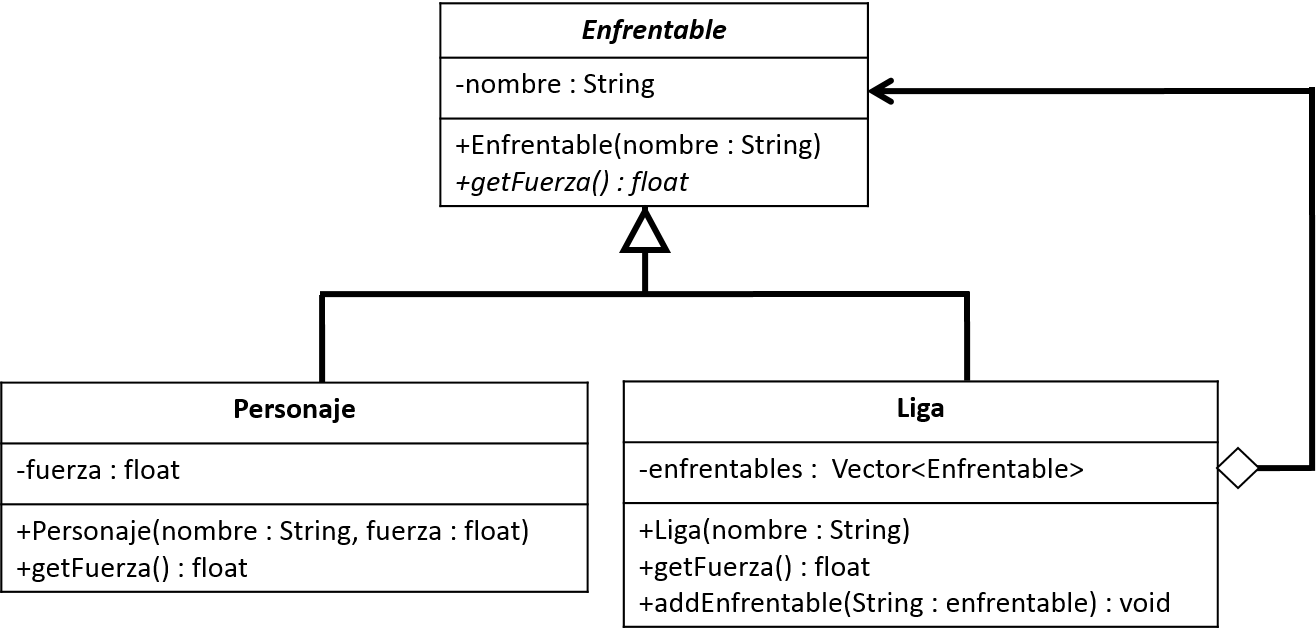 Enfrentable
-nombre : String
+Enfrentable(nombre : String)
+getFuerza() : float
Personaje
-fuerza : float
+Personaje(nombre : String, fuerza : float)
+getFuerza() : float
Liga
-enfrentables :  Vector<Enfrentable>
+Liga(nombre : String)
+getFuerza() : float
+addEnfrentable(String : enfrentable) : void